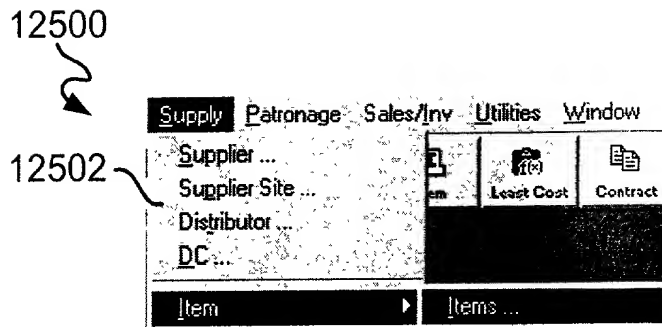 12500
Supply Patronage Sales/Inv Utilities Window
12502
Supplier ...
Supplier Site ...
Distributor ...
DC ...
f(x)
Least Cost Contract
Item Items ...